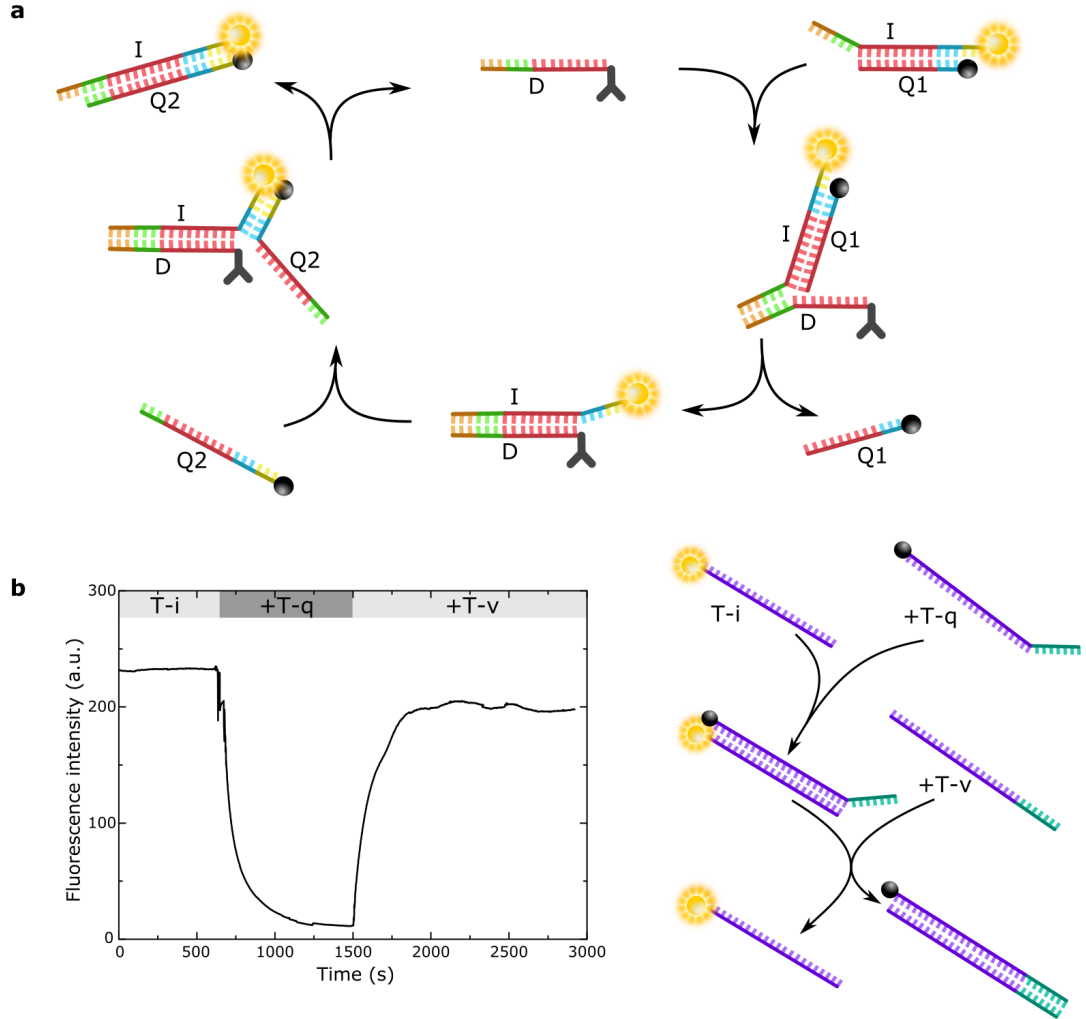 a
I
Q2
D
I
Q1
I
D
Q2
I
Q1
D
Q2
I
D
Q1
b
300
200
100
0
T-i
+T-q
+T-v
Fluorescence intensity (a.u.)
0
500
1000
1500
2000
2500
3000
Time (s)
T-i
+T-q
+T-v